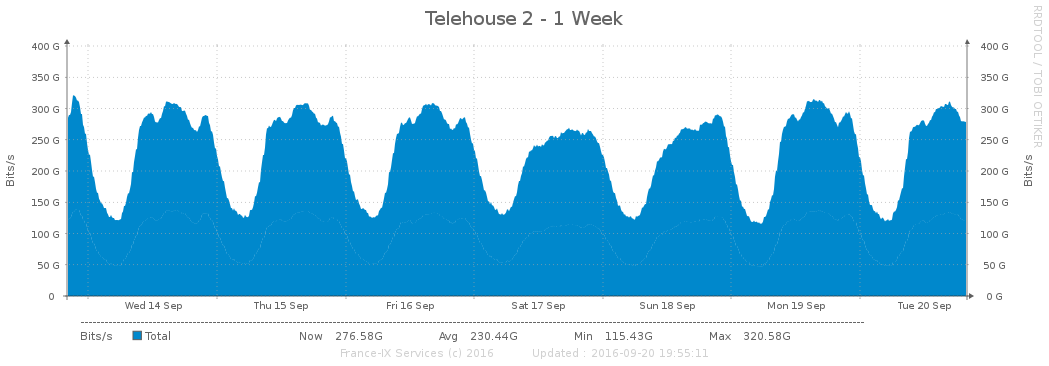 Telehouse 2 - 1 Week
RRDTOOL / TOBI OETIKER
400 G 400 G
350 G 350 G
300 G 300 G
250 G 250 G
200 G 200 G
150 G 150 G
100 G 100 G
50 G 50 G
0 0 G
Bits/s
Bits/s
Wed 14 Sep Thu 15 Sep Fri 16 Sep Sat 17 Sep Sun 18 Sep Mon 19 Sep Tue 20 Sep
Bits/s Total Now 276.58G Avg 230.44G Min 115.43G Max 320.58G
France-IX Services (c) 2016 Updated : 2016-09-20 19:55:11